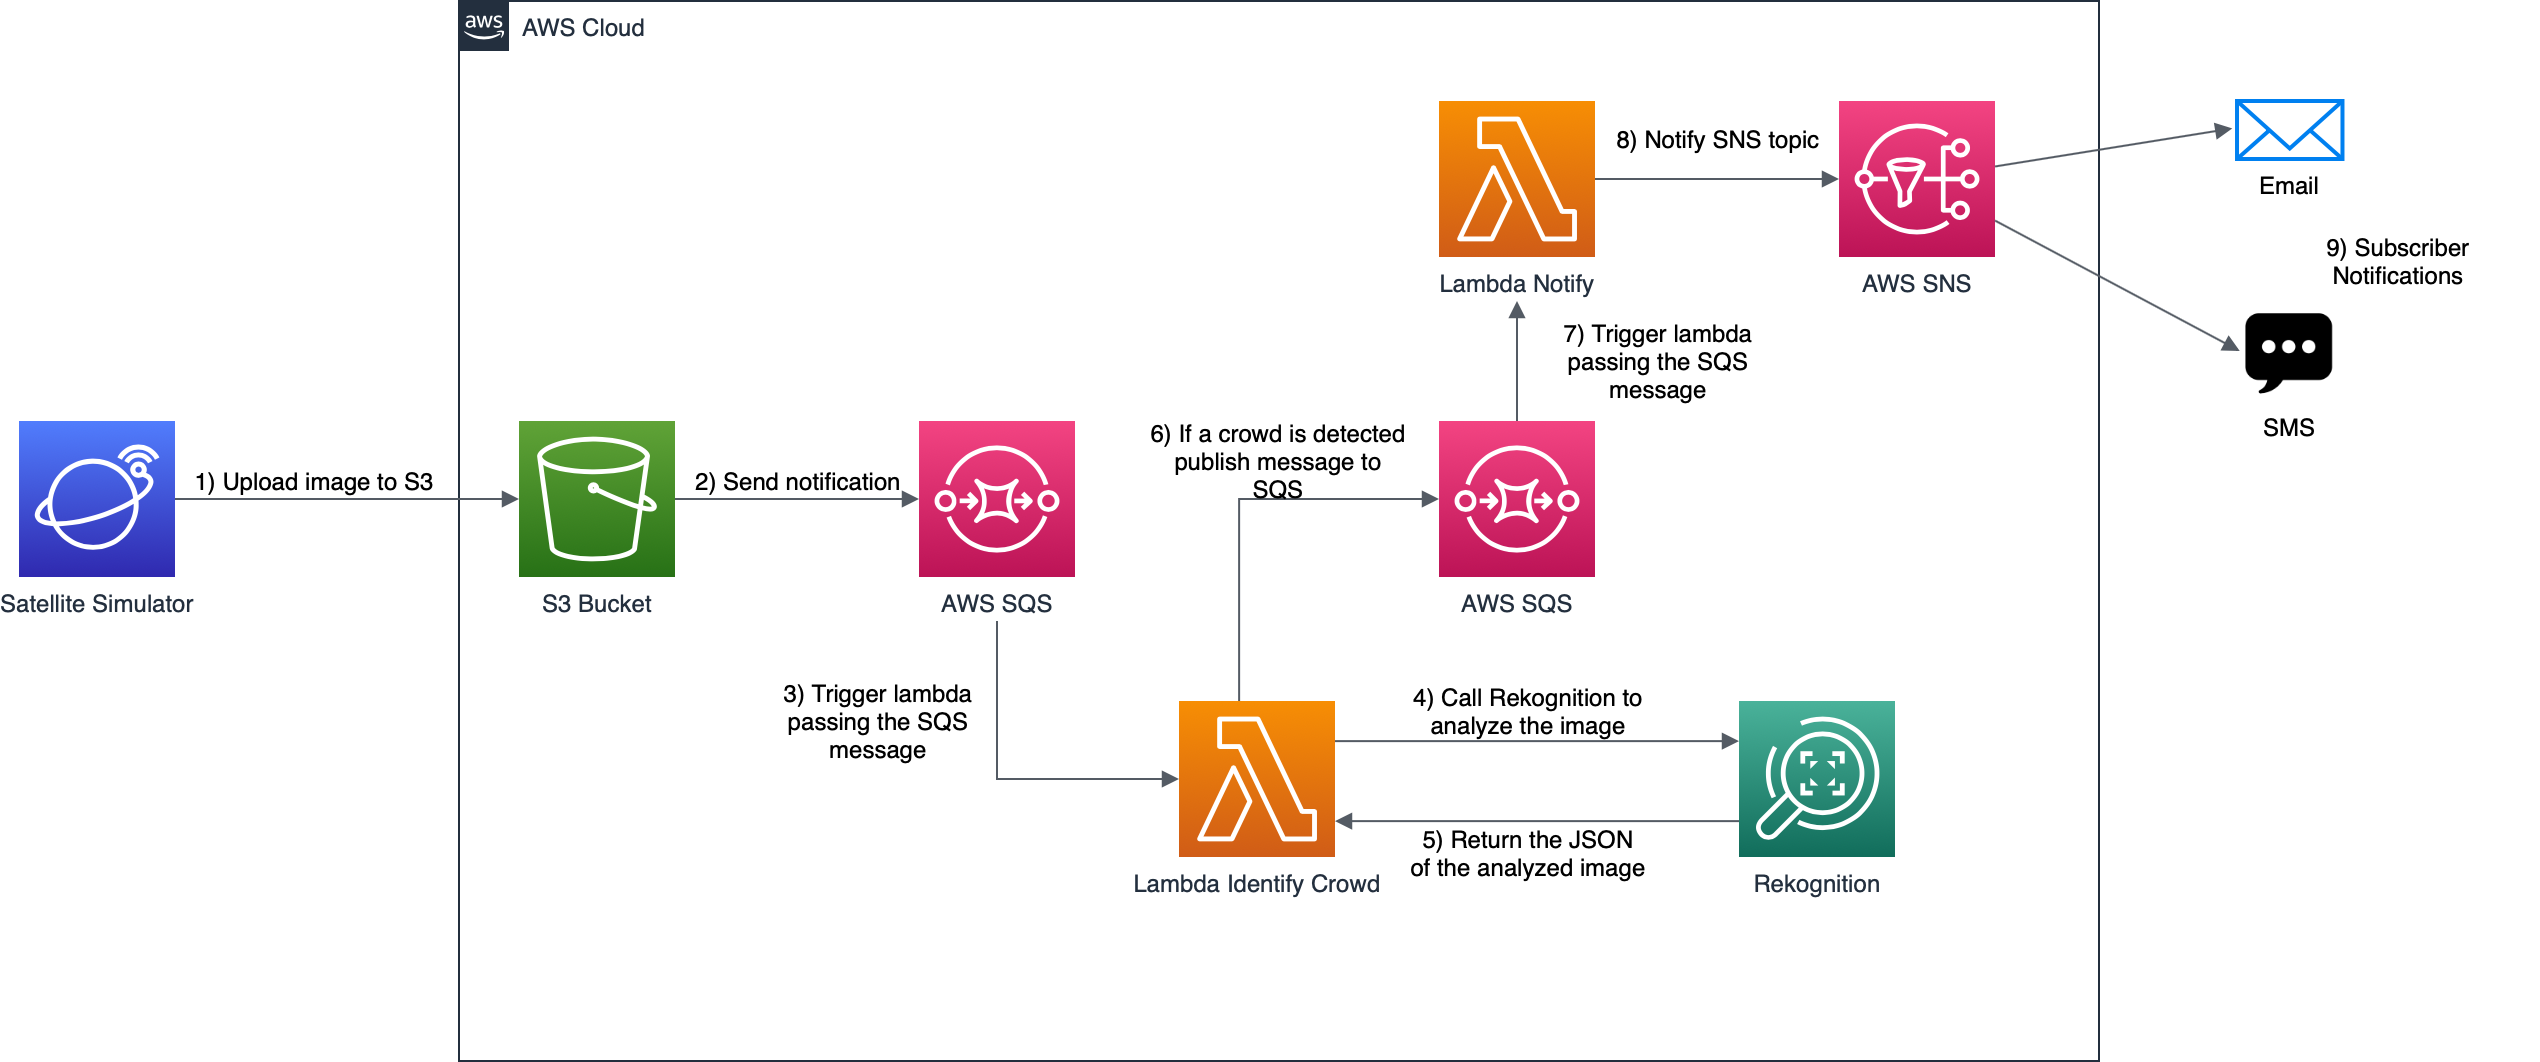 aws
AWS Cloud
8) Notify SNS topic
Email
Lambda Notify
AWS SNS
9) Subscriber
Notifications
7) Trigger lambda
passing the SQS
message
SMS
1) Upload image to S3
2) Send notification
6) If a crowd is detected
publish message to
SQS
Satellite Simulator
S3 Bucket
AWS SQS
AWS SQS
3) Trigger lambda
passing the SQS
message
4) Call Rekognition to
analyze the image
5) Return the JSON
of the analyzed image
Lambda Identify Crowd
Rekognition